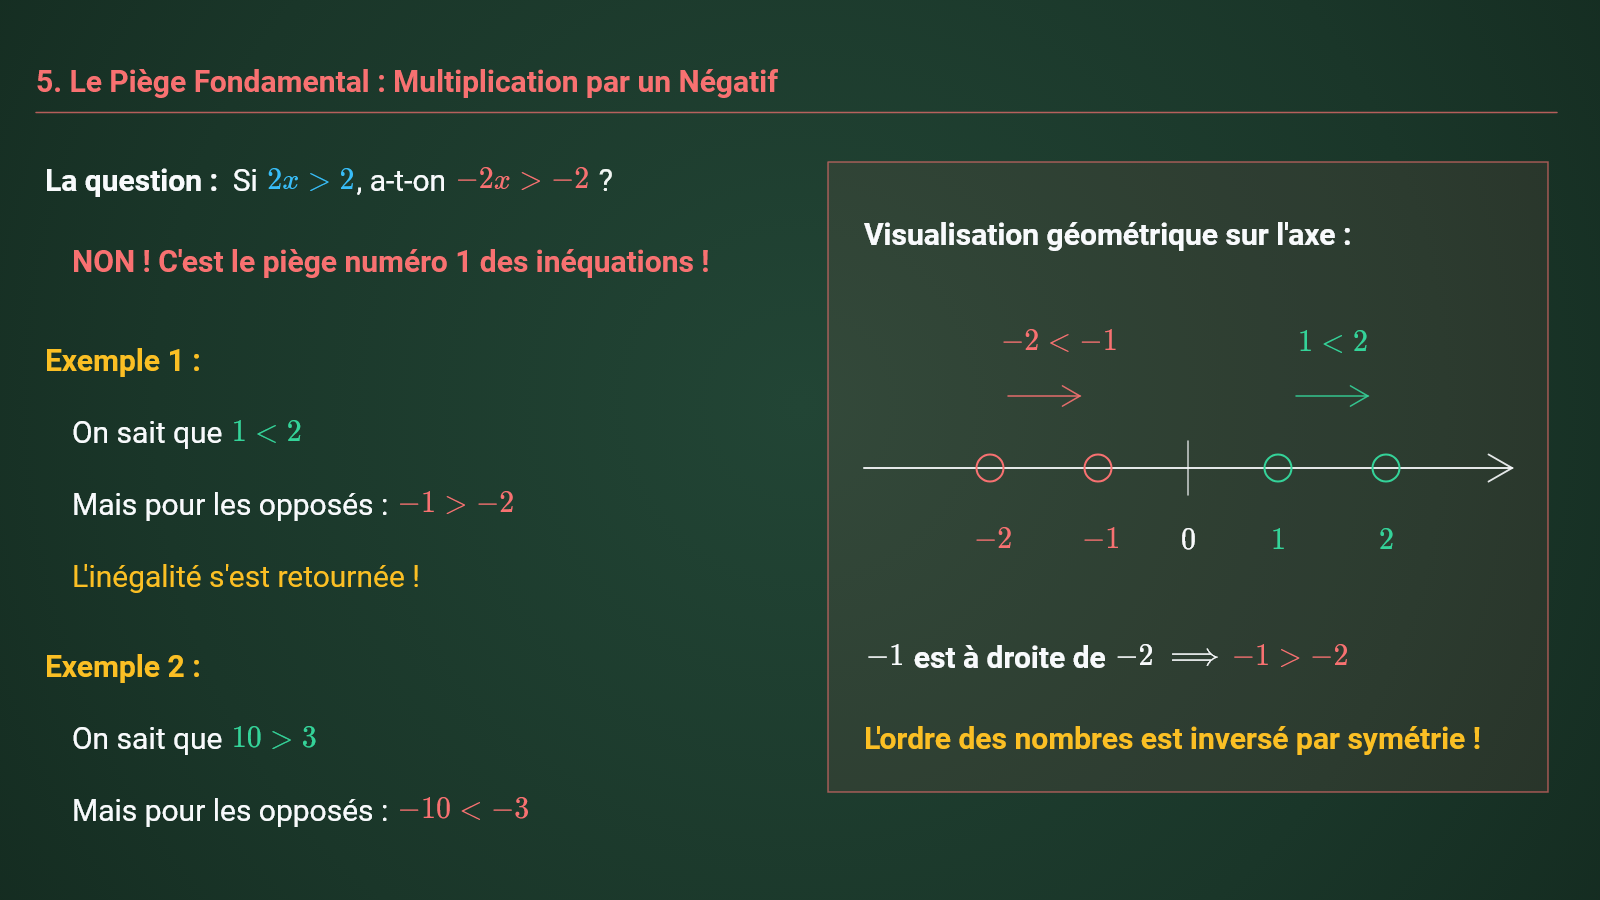 5. Le Piège Fondamental : Multiplication par un Négatif
La question : Si 2x > 2, a-t-on −2x > −2 ?
NON ! C'est le piège numéro 1 des inéquations !
Exemple 1 :
On sait que 1 < 2
Mais pour les opposés : −1 > −2
L'inégalité s'est retournée !
Exemple 2 :
On sait que 10 > 3
Mais pour les opposés : −10 < −3
Visualisation géométrique sur l'axe :
−2 < −1 1 < 2
−2 −1 0 1 2
−1 est à droite de −2 ⟹ −1 > −2
L'ordre des nombres est inversé par symétrie !